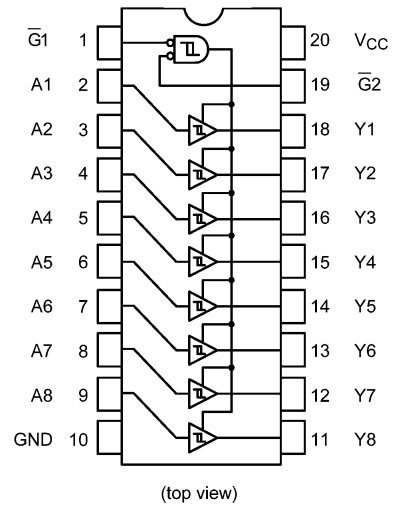 G̅1 1 20 VCC
A1 2 19 G̅2
A2 3 18 Y1
A3 4 17 Y2
A4 5 16 Y3
A5 6 15 Y4
A6 7 14 Y5
A7 8 13 Y6
A8 9 12 Y7
GND 10 11 Y8
(top view)